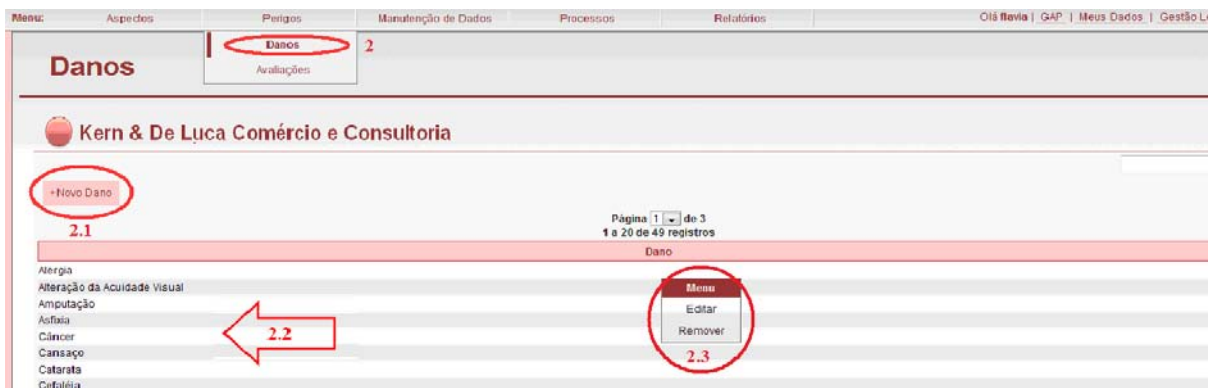 Menu: Aspectos Perigos Manutenção de Dados Processos Relatórios Olá flavia | GAP | Meus Dados | Gestão
Danos 2
Avaliações
Danos
Kern & De Luca Comércio e Consultoria
+Novo Dano
2.1
Página 1 de 3
1 a 20 de 49 registros
Dano
Alergia
Alteração da Acuidade Visual
Amputação
Asfixia
Câncer
Cansaço
Catarata
Cefaléia
2.2
Menu
Editar
Remover
2.3